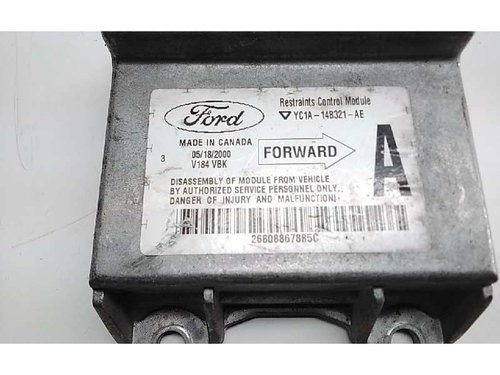 Ford
Restraints Control Module
YC1A-14B321-AE
MADE IN CANADA
05/18/2000
3
V184 VBK
FORWARD
A
DISASSEMBLY OF MODULE FROM VEHICLE
BY AUTHORIZED SERVICE PERSONNEL ONLY.
DANGER OF INJURY AND MALFUNCTION!
26808867885C